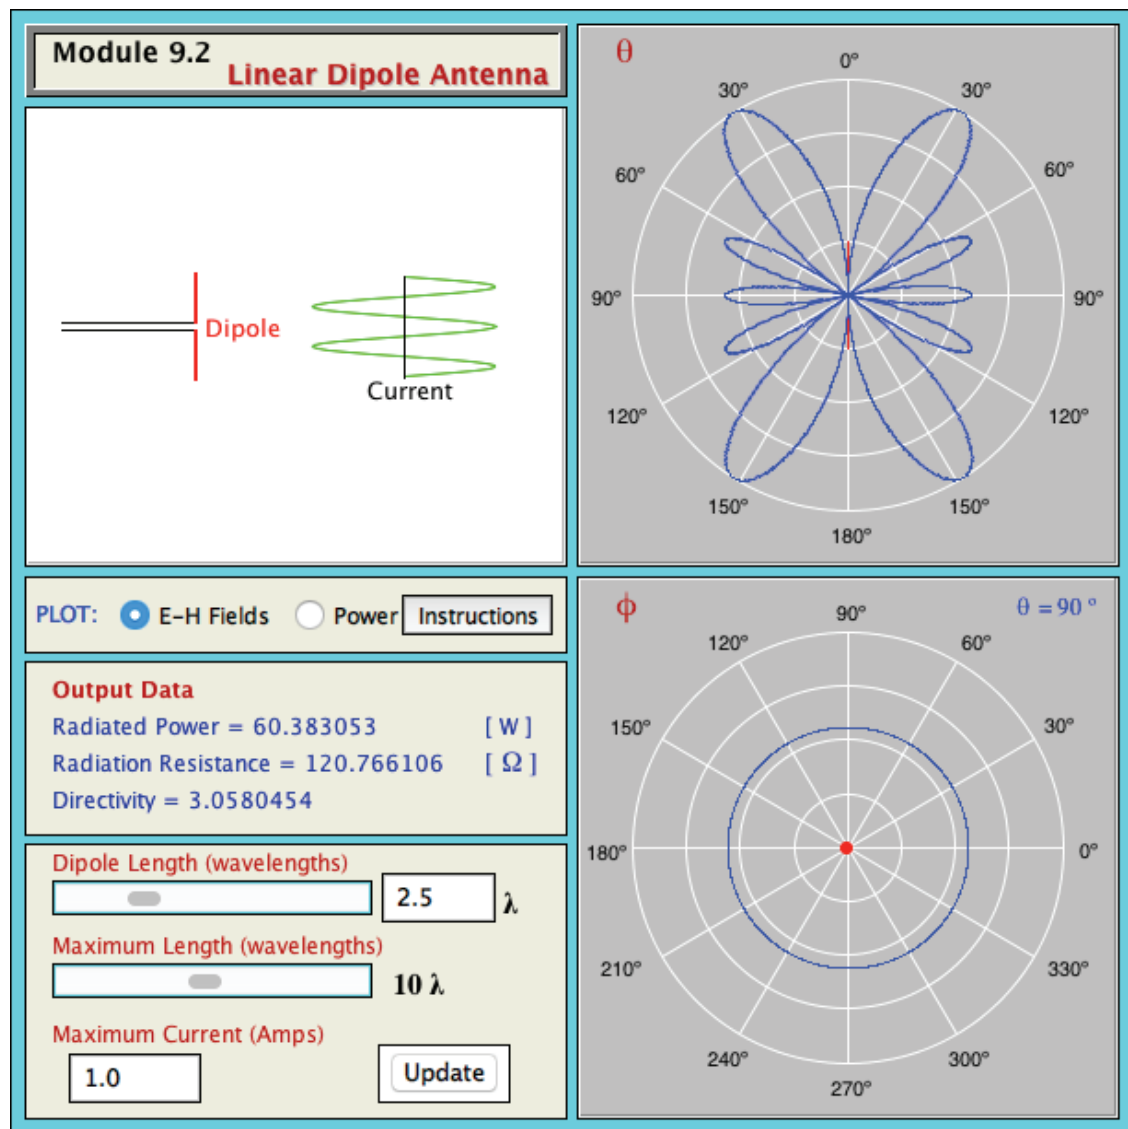 Module 9.2
Linear Dipole Antenna
Dipole
Current
θ
0°
30° 30°
60° 60°
90° 90°
120° 120°
150° 150°
180°
PLOT: E-H Fields Power Instructions
Output Data
Radiated Power = 60.383053 [ W ]
Radiation Resistance = 120.766106 [ Ω ]
Directivity = 3.0580454
Dipole Length (wavelengths)
2.5 λ
Maximum Length (wavelengths)
10 λ
Maximum Current (Amps)
1.0 Update
ϕ θ = 90 °
90°
120° 60°
150° 30°
180° 0°
210° 330°
240° 300°
270°